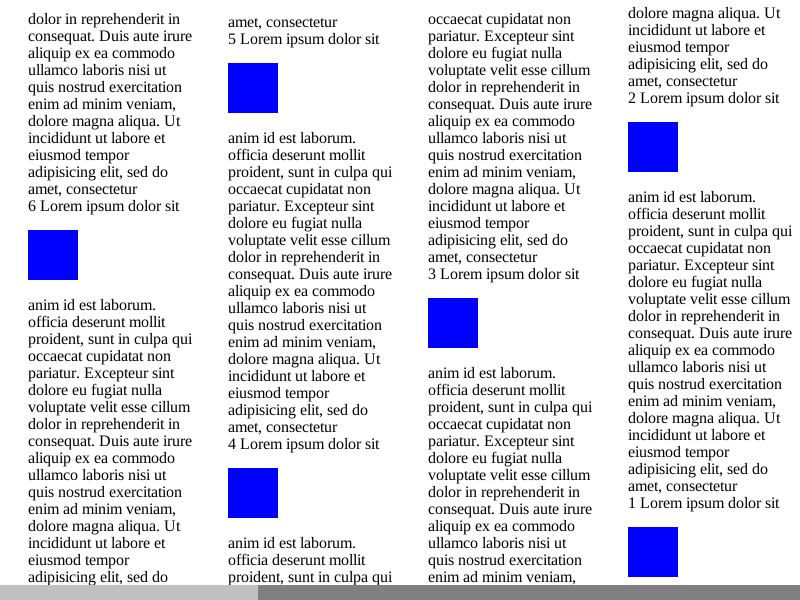 dolor in reprehenderit in
consequat. Duis aute irure
aliquip ex ea commodo
ullamco laboris nisi ut
quis nostrud exercitation
enim ad minim veniam,
dolore magna aliqua. Ut
incididunt ut labore et
eiusmod tempor
adipisicing elit, sed do
amet, consectetur
6 Lorem ipsum dolor sit
anim id est laborum.
officia deserunt mollit
proident, sunt in culpa qui
occaecat cupidatat non
pariatur. Excepteur sint
dolore eu fugiat nulla
voluptate velit esse cillum
dolor in reprehenderit in
consequat. Duis aute irure
aliquip ex ea commodo
ullamco laboris nisi ut
quis nostrud exercitation
enim ad minim veniam,
dolore magna aliqua. Ut
incididunt ut labore et
eiusmod tempor
adipisicing elit, sed do
amet, consectetur
5 Lorem ipsum dolor sit
anim id est laborum.
officia deserunt mollit
proident, sunt in culpa qui
occaecat cupidatat non
pariatur. Excepteur sint
dolore eu fugiat nulla
voluptate velit esse cillum
dolor in reprehenderit in
consequat. Duis aute irure
aliquip ex ea commodo
ullamco laboris nisi ut
quis nostrud exercitation
enim ad minim veniam,
dolore magna aliqua. Ut
incididunt ut labore et
eiusmod tempor
adipisicing elit, sed do
amet, consectetur
4 Lorem ipsum dolor sit
anim id est laborum.
officia deserunt mollit
proident, sunt in culpa qui
occaecat cupidatat non
pariatur. Excepteur sint
dolore eu fugiat nulla
voluptate velit esse cillum
dolor in reprehenderit in
consequat. Duis aute irure
aliquip ex ea commodo
ullamco laboris nisi ut
quis nostrud exercitation
enim ad minim veniam,
dolore magna aliqua. Ut
incididunt ut labore et
eiusmod tempor
adipisicing elit, sed do
amet, consectetur
3 Lorem ipsum dolor sit
anim id est laborum.
officia deserunt mollit
proident, sunt in culpa qui
occaecat cupidatat non
pariatur. Excepteur sint
dolore eu fugiat nulla
voluptate velit esse cillum
dolor in reprehenderit in
consequat. Duis aute irure
aliquip ex ea commodo
ullamco laboris nisi ut
quis nostrud exercitation
enim ad minim veniam,
dolore magna aliqua. Ut
incididunt ut labore et
eiusmod tempor
adipisicing elit, sed do
amet, consectetur
2 Lorem ipsum dolor sit
anim id est laborum.
officia deserunt mollit
proident, sunt in culpa qui
occaecat cupidatat non
pariatur. Excepteur sint
dolore eu fugiat nulla
voluptate velit esse cillum
dolor in reprehenderit in
consequat. Duis aute irure
aliquip ex ea commodo
ullamco laboris nisi ut
quis nostrud exercitation
enim ad minim veniam,
dolore magna aliqua. Ut
incididunt ut labore et
eiusmod tempor
adipisicing elit, sed do
amet, consectetur
1 Lorem ipsum dolor sit